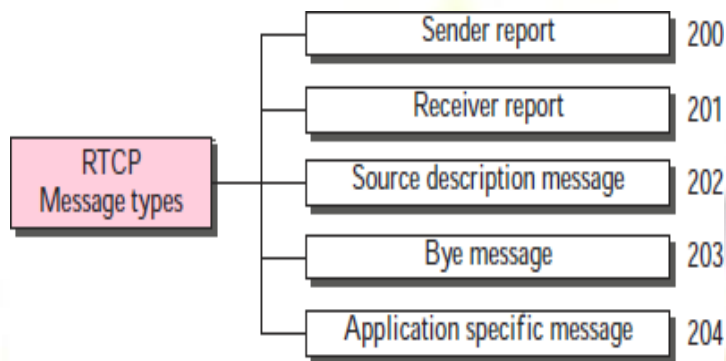 Sender report 200
Receiver report 201
RTCP
Message types
Source description message 202
Bye message 203
Application specific message 204